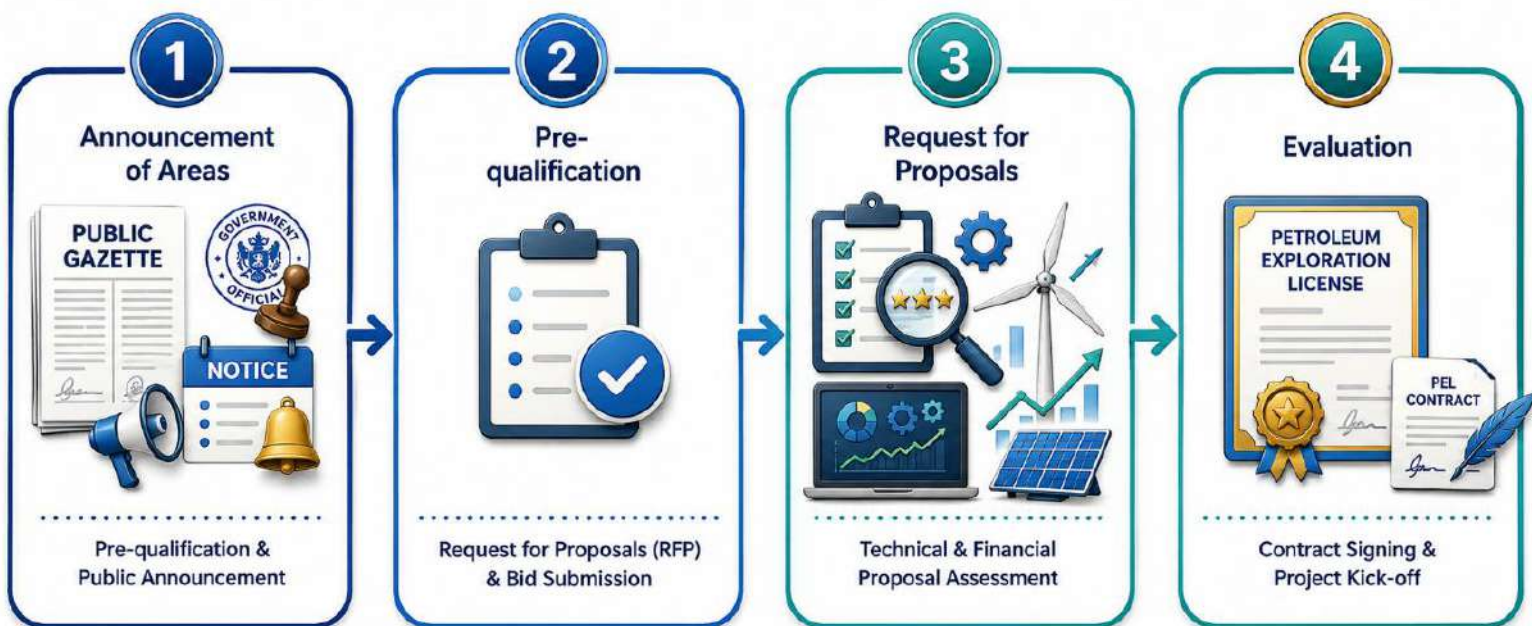 1
Announcement
of Areas
PUBLIC
GAZETTE
GOVERNMENT
OFFICIAL
NOTICE
Pre-qualification &
Public Announcement
2
Pre-
qualification
Request for Proposals (RFP)
& Bid Submission
3
Request for
Proposals
Technical & Financial
Proposal Assessment
4
Evaluation
PETROLEUM
EXPLORATION
LICENSE
PEL
CONTRACT
Contract Signing &
Project Kick-off